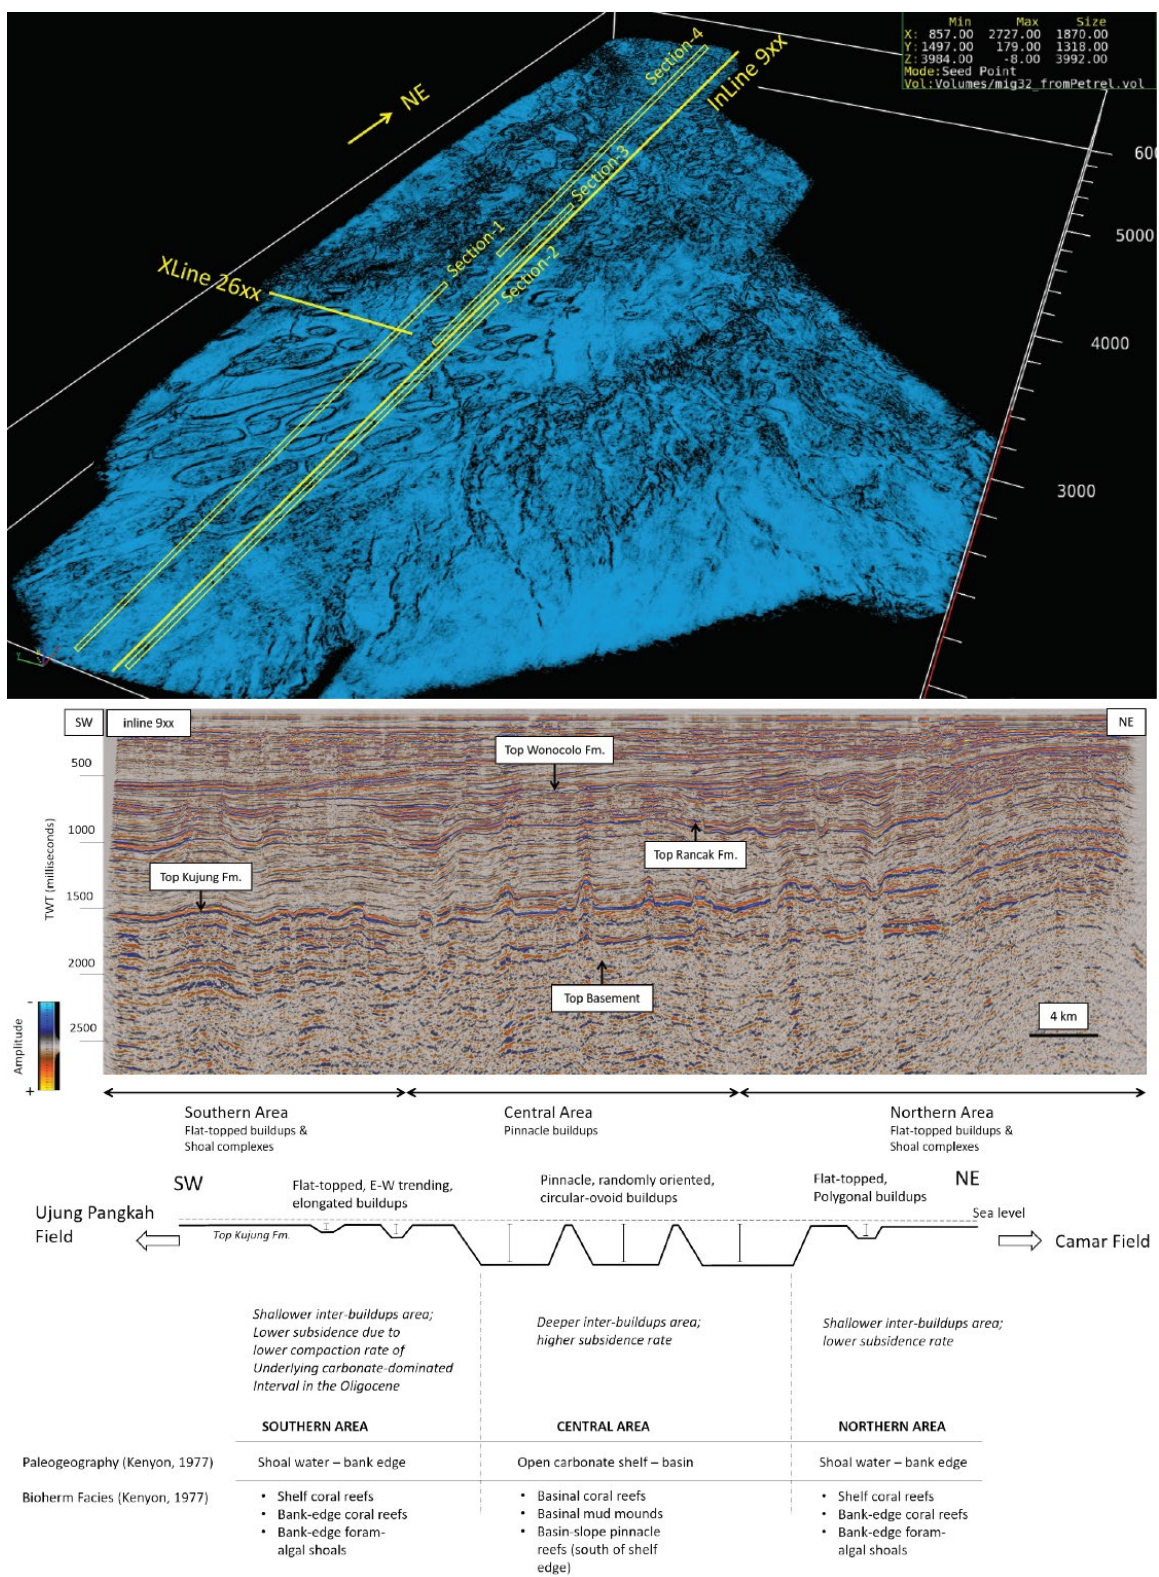 Min Max Size
X: 857.00 2727.00 1870.00
Y:1497.00 179.00 1318.00
Z:3984.00 -8.00 3992.00
Mode:Seed Point
Vol:Volumes/mig32_fromPetrel.vol
NE
Section-4
InLine 9xx
Section-3
Section-1
Section-2
XLine 26xx
5000
4000
3000
SW
inline 9xx
NE
Top Wonocolo Fm.
500
1000
Top Rancak Fm.
Top Kujung Fm.
TWT (milliseconds)
1500
2000
Top Basement
2500
4 km
Amplitude
-
+
Southern Area
Flat-topped buildups &
Shoal complexes
Central Area
Pinnacle buildups
Northern Area
Flat-topped buildups &
Shoal complexes
SW
Flat-topped, E-W trending,
elongated buildups
Pinnacle, randomly oriented,
circular-ovoid buildups
Flat-topped,
Polygonal buildups
NE
Ujung Pangkah
Field
Top Kujung Fm.
Sea level
Camar Field
Shallower inter-buildups area;
Lower subsidence due to
lower compaction rate of
Underlying carbonate-dominated
Interval in the Oligocene
Deeper inter-buildups area;
higher subsidence rate
Shallower inter-buildups area;
lower subsidence rate
SOUTHERN AREA CENTRAL AREA NORTHERN AREA
Paleogeography (Kenyon, 1977) Shoal water – bank edge Open carbonate shelf – basin Shoal water – bank edge
Bioherm Facies (Kenyon, 1977)
• Shelf coral reefs
• Bank-edge coral reefs
• Bank-edge foram-
algal shoals
• Basinal coral reefs
• Basinal mud mounds
• Basin-slope pinnacle
reefs (south of shelf
edge)
• Shelf coral reefs
• Bank-edge coral reefs
• Bank-edge foram-
algal shoals